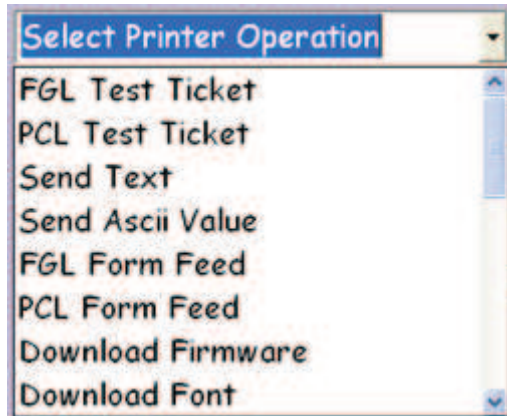 Select Printer Operation
FGL Test Ticket
PCL Test Ticket
Send Text
Send Ascii Value
FGL Form Feed
PCL Form Feed
Download Firmware
Download Font